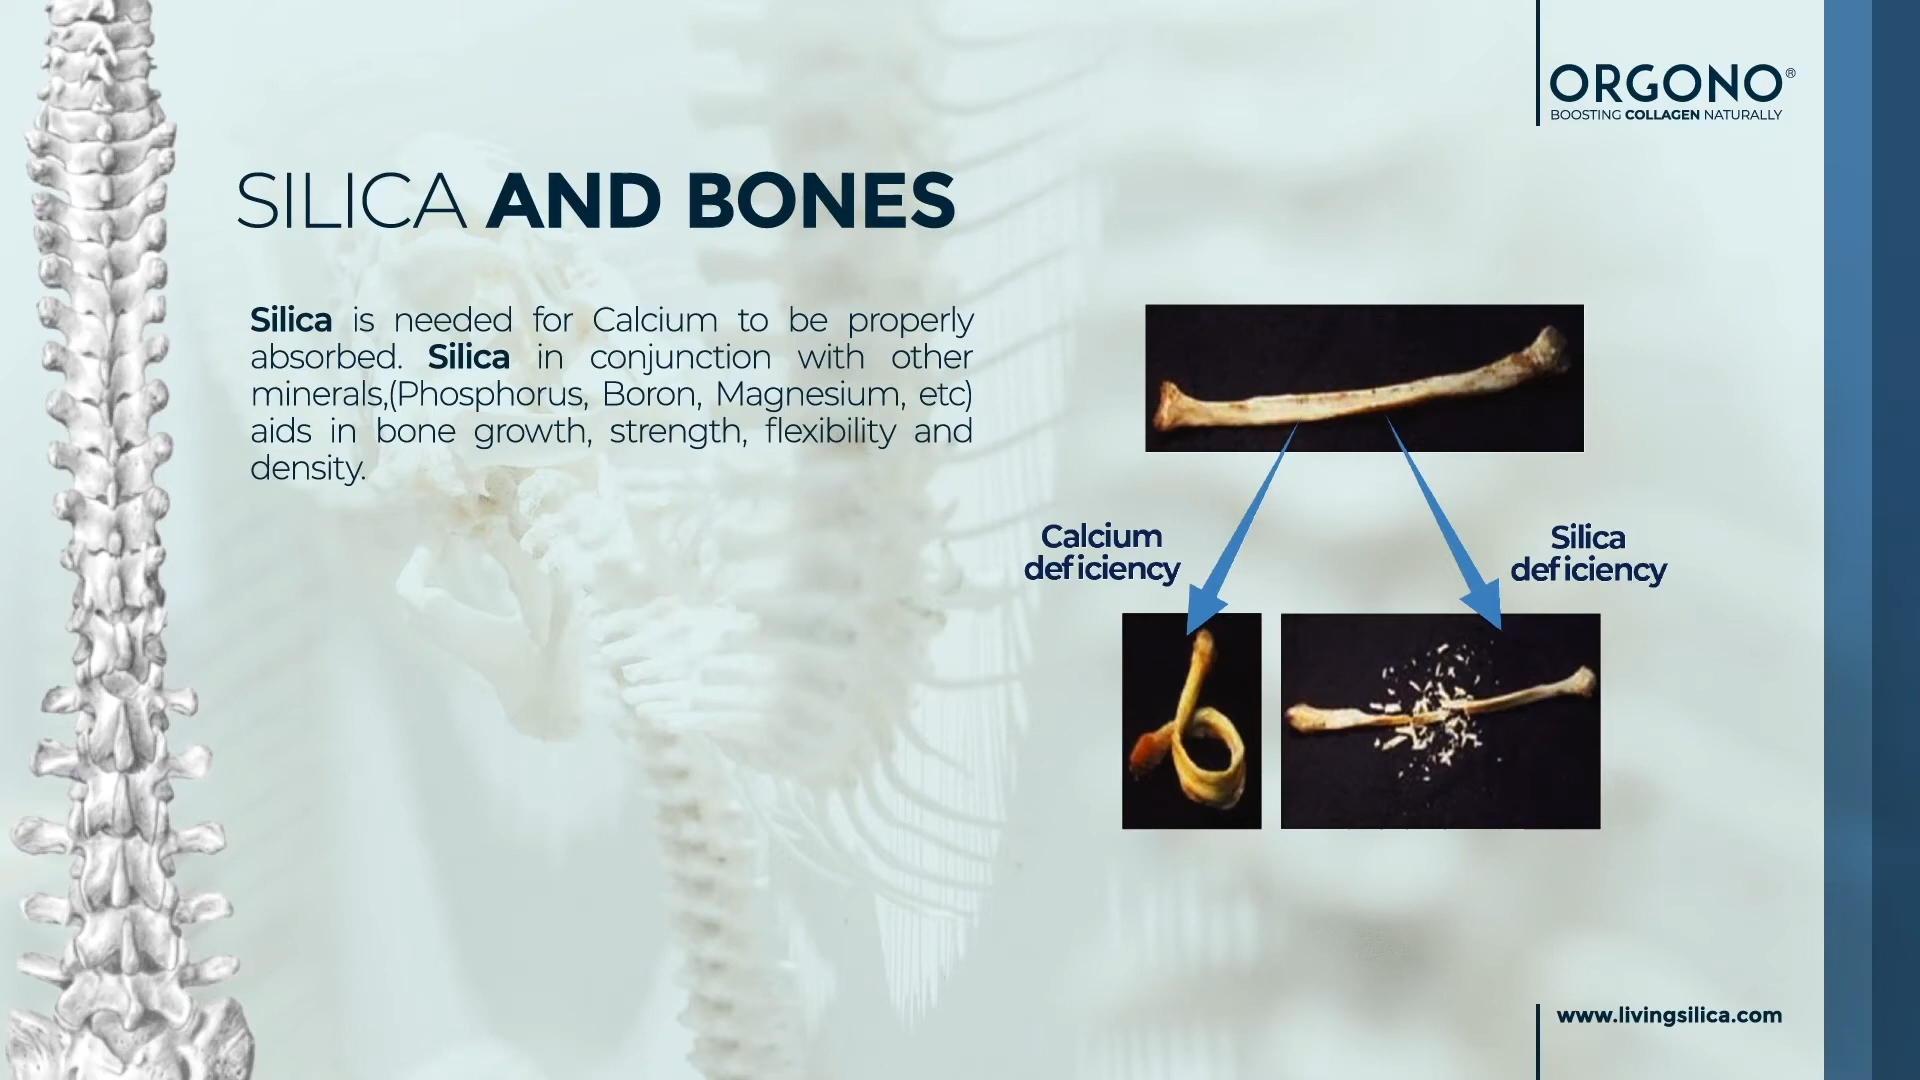 ORGONO®
BOOSTING COLLAGEN NATURALLY
SILICA AND BONES
Silica is needed for Calcium to be properly
absorbed. Silica in conjunction with other
minerals,(Phosphorus, Boron, Magnesium, etc)
aids in bone growth, strength, flexibility and
density.
Calcium
deficiency
Silica
deficiency
www.livingsilica.com